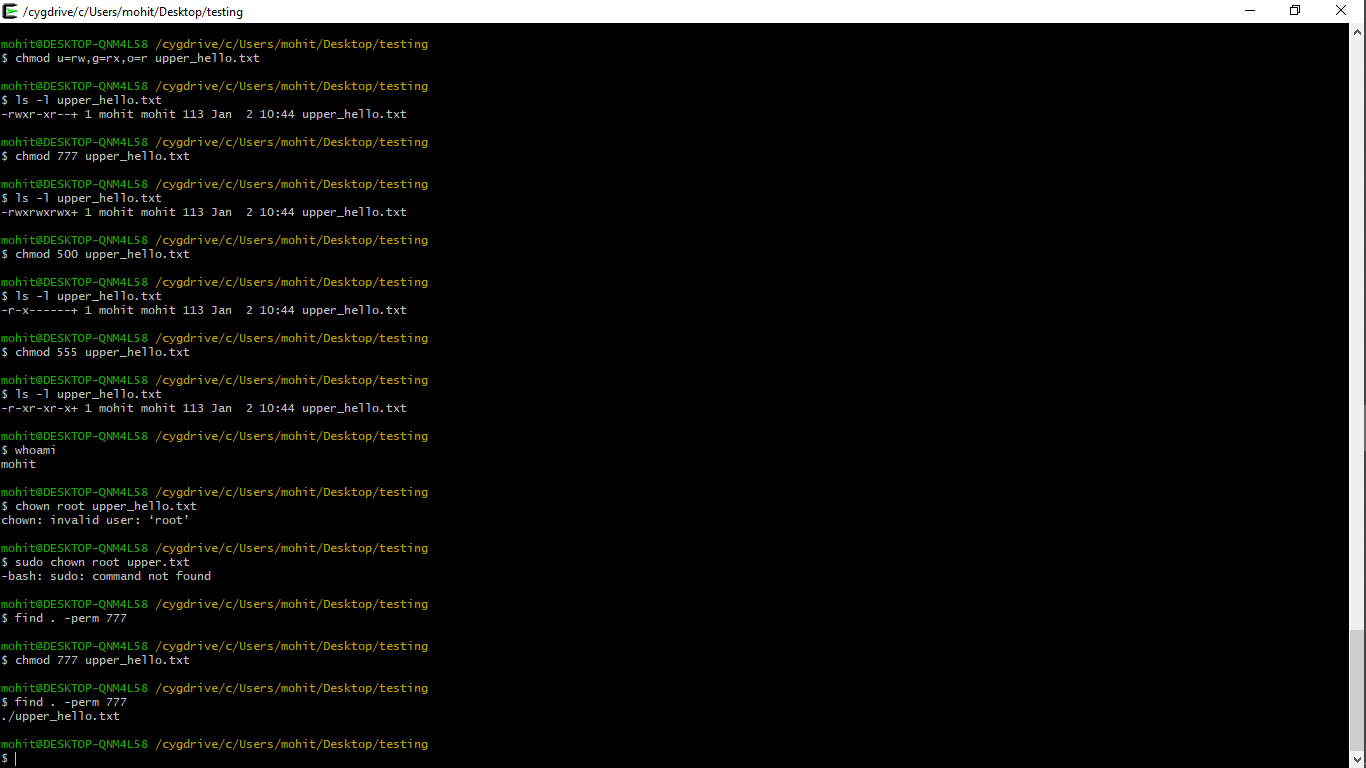 /cygdrive/c/Users/mohit/Desktop/testing
mohit@DESKTOP-QNM4L58 /cygdrive/c/Users/mohit/Desktop/testing
$ chmod u=rw,g=rx,o=r upper_hello.txt
mohit@DESKTOP-QNM4L58 /cygdrive/c/Users/mohit/Desktop/testing
$ ls -l upper_hello.txt
-rwxr-xr--+ 1 mohit mohit 113 Jan  2 10:44 upper_hello.txt
mohit@DESKTOP-QNM4L58 /cygdrive/c/Users/mohit/Desktop/testing
$ chmod 777 upper_hello.txt
mohit@DESKTOP-QNM4L58 /cygdrive/c/Users/mohit/Desktop/testing
$ ls -l upper_hello.txt
-rwxrwxrwx+ 1 mohit mohit 113 Jan  2 10:44 upper_hello.txt
mohit@DESKTOP-QNM4L58 /cygdrive/c/Users/mohit/Desktop/testing
$ chmod 500 upper_hello.txt
mohit@DESKTOP-QNM4L58 /cygdrive/c/Users/mohit/Desktop/testing
$ ls -l upper_hello.txt
-r-x------+ 1 mohit mohit 113 Jan  2 10:44 upper_hello.txt
mohit@DESKTOP-QNM4L58 /cygdrive/c/Users/mohit/Desktop/testing
$ chmod 555 upper_hello.txt
mohit@DESKTOP-QNM4L58 /cygdrive/c/Users/mohit/Desktop/testing
$ ls -l upper_hello.txt
-r-xr-xr-x+ 1 mohit mohit 113 Jan  2 10:44 upper_hello.txt
mohit@DESKTOP-QNM4L58 /cygdrive/c/Users/mohit/Desktop/testing
$ whoami
mohit
mohit@DESKTOP-QNM4L58 /cygdrive/c/Users/mohit/Desktop/testing
$ chown root upper_hello.txt
chown: invalid user: ‘root’
mohit@DESKTOP-QNM4L58 /cygdrive/c/Users/mohit/Desktop/testing
$ sudo chown root upper.txt
-bash: sudo: command not found
mohit@DESKTOP-QNM4L58 /cygdrive/c/Users/mohit/Desktop/testing
$ find . -perm 777
mohit@DESKTOP-QNM4L58 /cygdrive/c/Users/mohit/Desktop/testing
$ chmod 777 upper_hello.txt
mohit@DESKTOP-QNM4L58 /cygdrive/c/Users/mohit/Desktop/testing
$ find . -perm 777
./upper_hello.txt
mohit@DESKTOP-QNM4L58 /cygdrive/c/Users/mohit/Desktop/testing
$